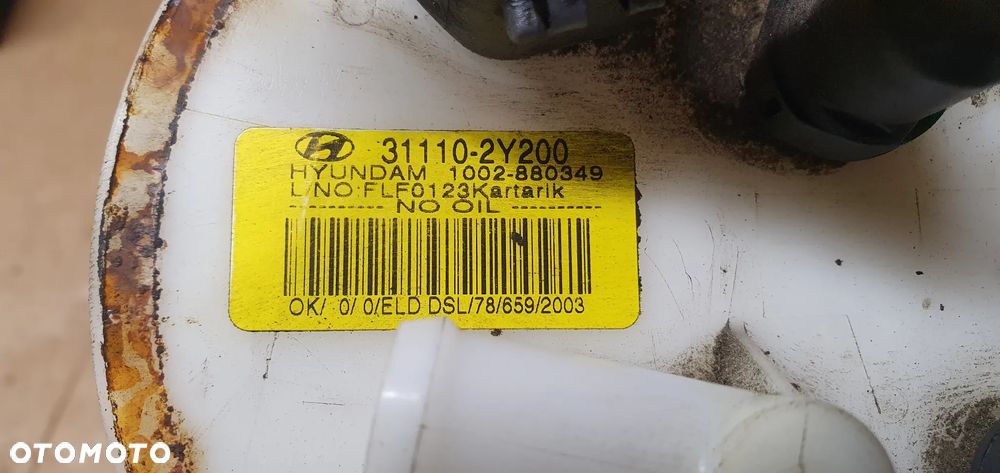 31110-2Y200
HYUNDAM 1002-880349
L/NO:FLF0123Kartarik
---------- NO OIL ----------
OK/ 0/ 0/ELD DSL/78/659/2003
OTOMOTO